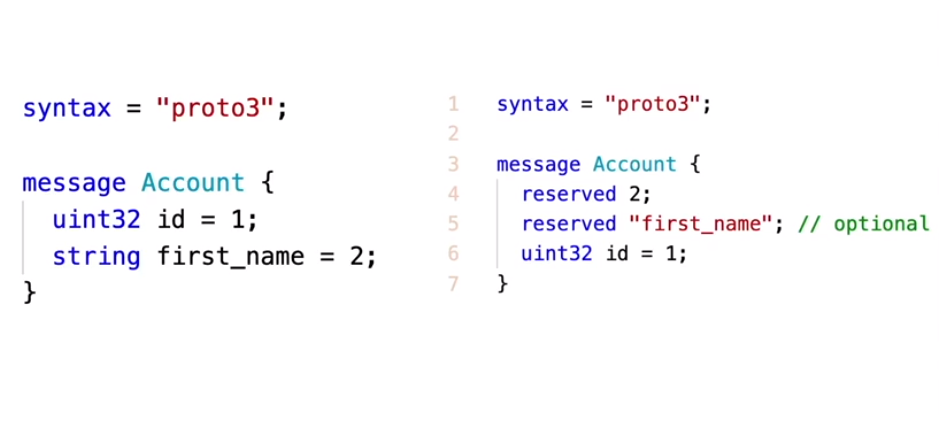 syntax = "proto3";
message Account {
uint32 id = 1;
string first_name = 2;
}
1 syntax = "proto3";
2
3 message Account {
4 reserved 2;
5 reserved "first_name"; // optional
6 uint32 id = 1;
7 }